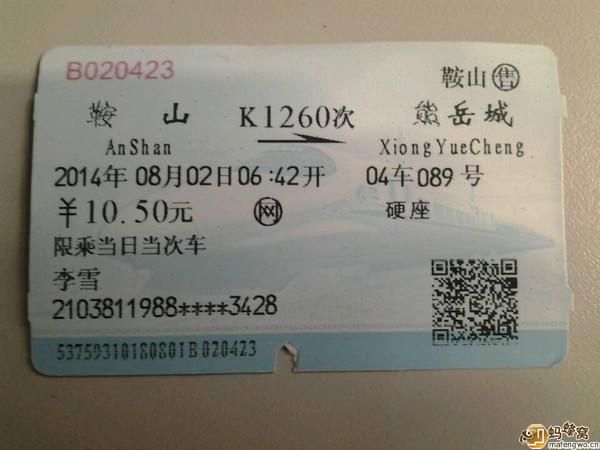 B020423
鞍山 售
鞍 山 K1260次 熊岳城
AnShan XiongYueCheng
2014年 08月02日06:42开 04车089号
￥10.50元 网 硬座
限乘当日当次车
李雪
2103811988****3428
53759310180801B020423
蚂蜂窝
mafengwo.cn